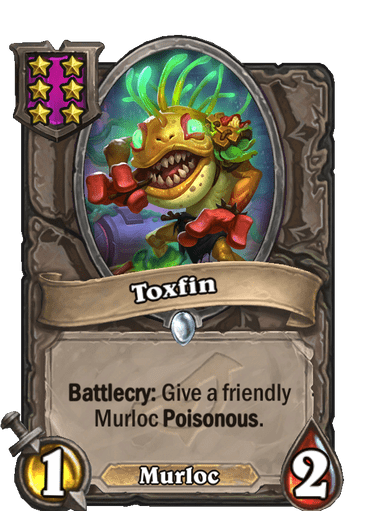 Toxfin
Battlecry: Give a friendly
Murloc Poisonous.
1
Murloc
2